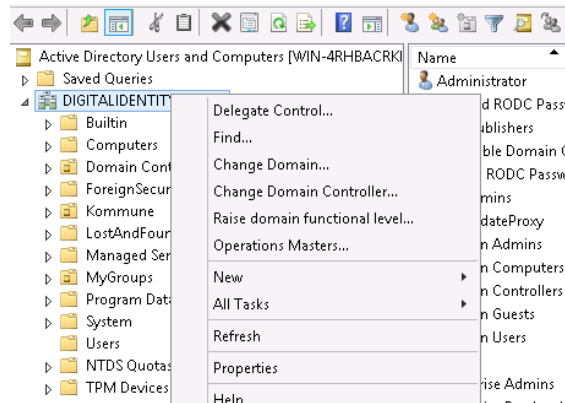 Active Directory Users and Computers [WIN-4RHBACRKI
Name
Saved Queries
Administrator
DIGITALIDENTITY
Builtin
Computers
Domain Cont
ForeignSecur
Kommune
LostAndFoun
Managed Ser
MyGroups
Program Data
System
Users
NTDS Quotas
TPM Devices
Delegate Control...
Find...
Change Domain...
Change Domain Controller...
Raise domain functional level...
Operations Masters...
New
All Tasks
Refresh
Properties
Help
d RODC Pass
ublishers
ble Domain
RODC Passw
mins
dateProxy
n Admins
n Computers
n Controllers
n Guests
n Users
rise Admins